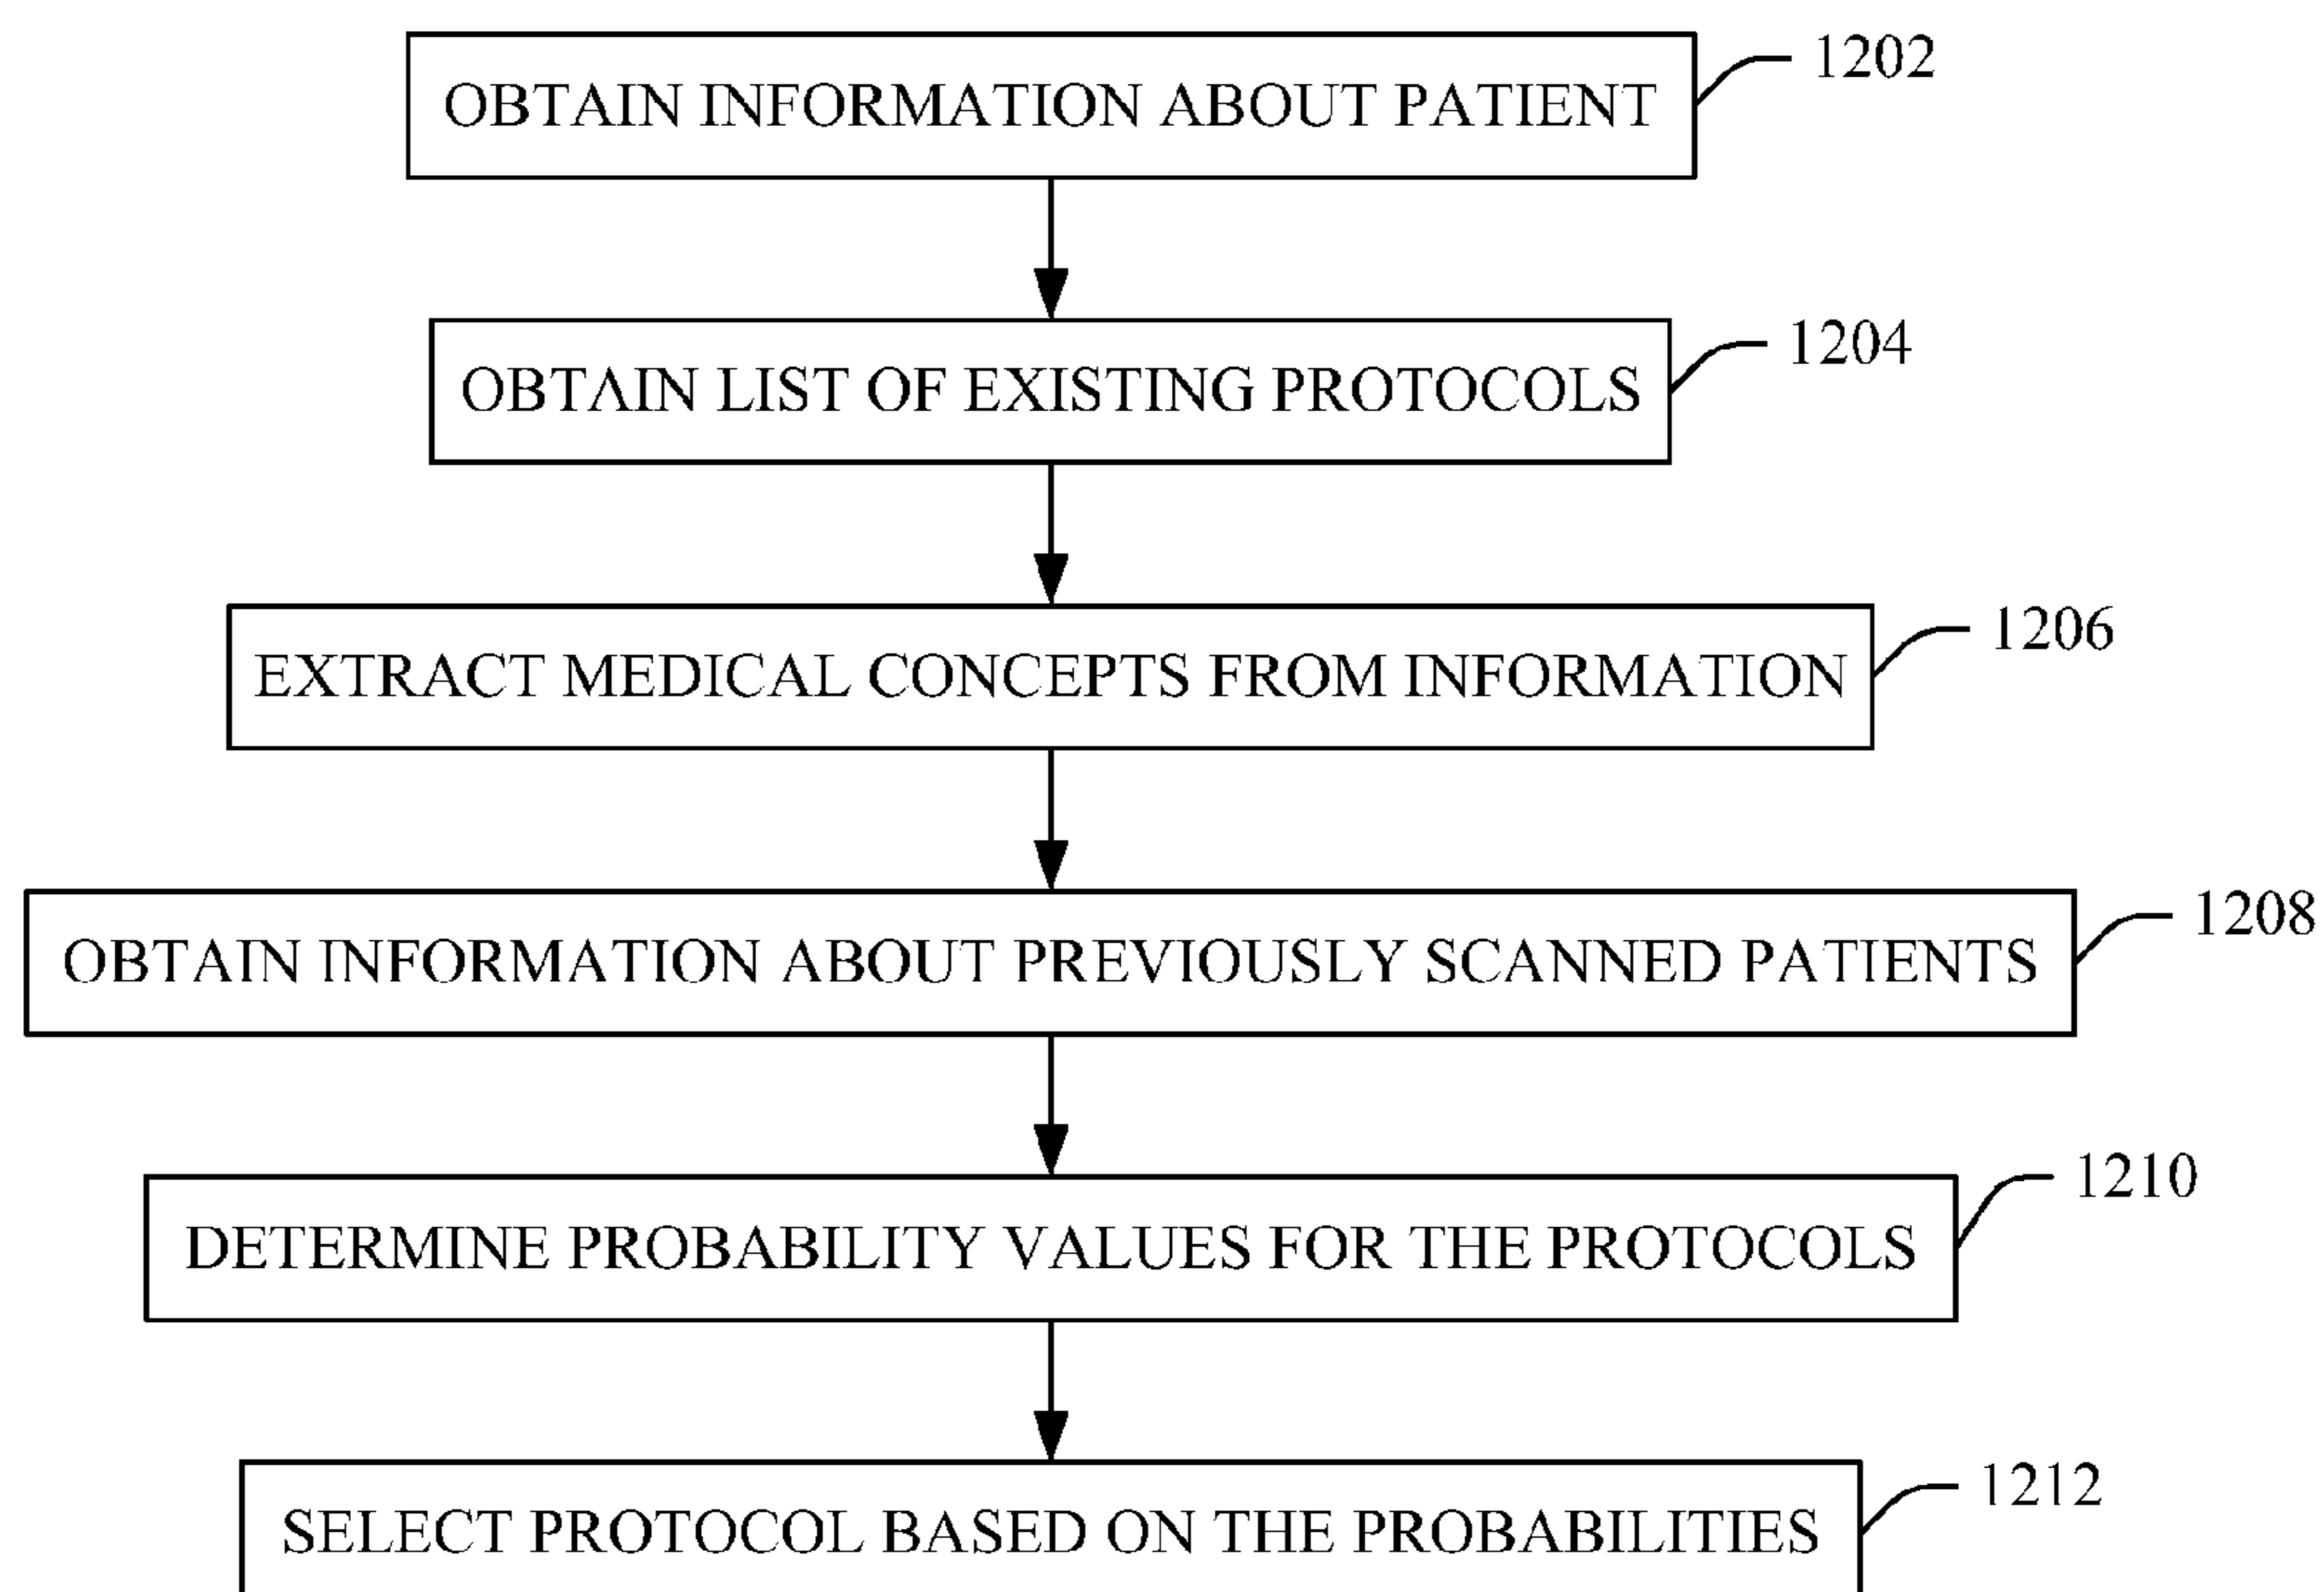 OBTAIN INFORMATION ABOUT PATIENT
1202
OBTAIN LIST OF EXISTING PROTOCOLS
1204
EXTRACT MEDICAL CONCEPTS FROM INFORMATION
1206
OBTAIN INFORMATION ABOUT PREVIOUSLY SCANNED PATIENTS
1208
DETERMINE PROBABILITY VALUES FOR THE PROTOCOLS
1210
SELECT PROTOCOL BASED ON THE PROBABILITIES
1212